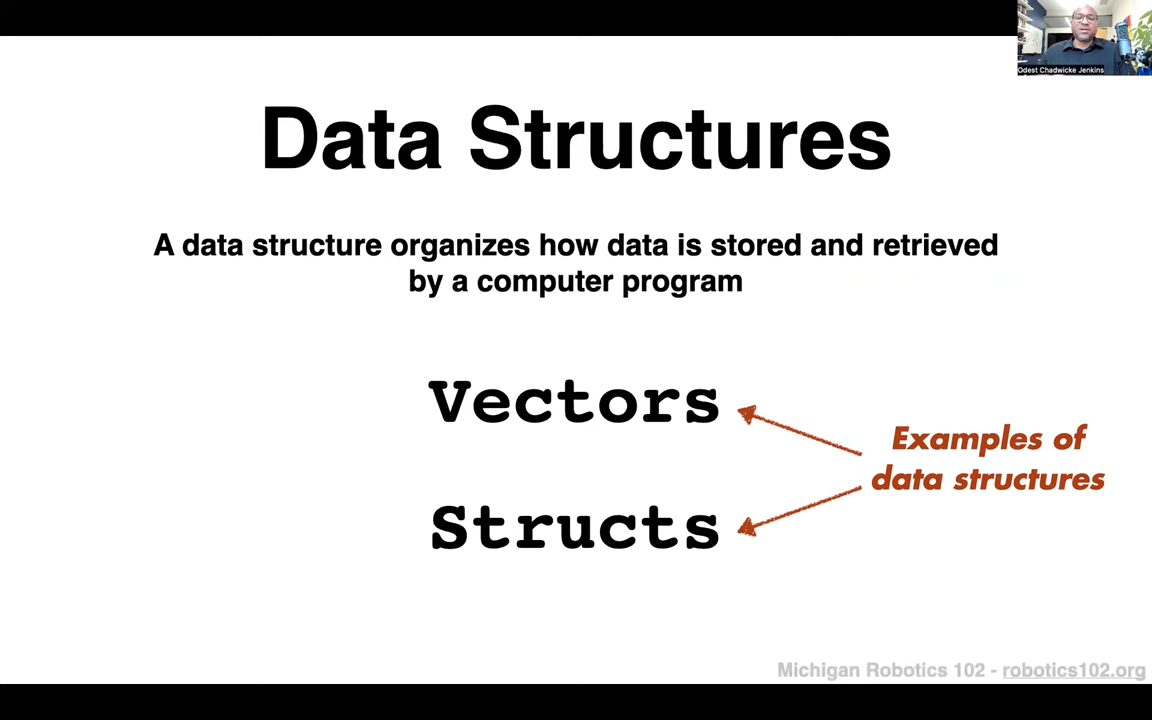 Odest Chadwicke Jenkins
Data Structures
A data structure organizes how data is stored and retrieved
by a computer program
Vectors
Examples of
data structures
Structs
Michigan Robotics 102 - robotics102.org